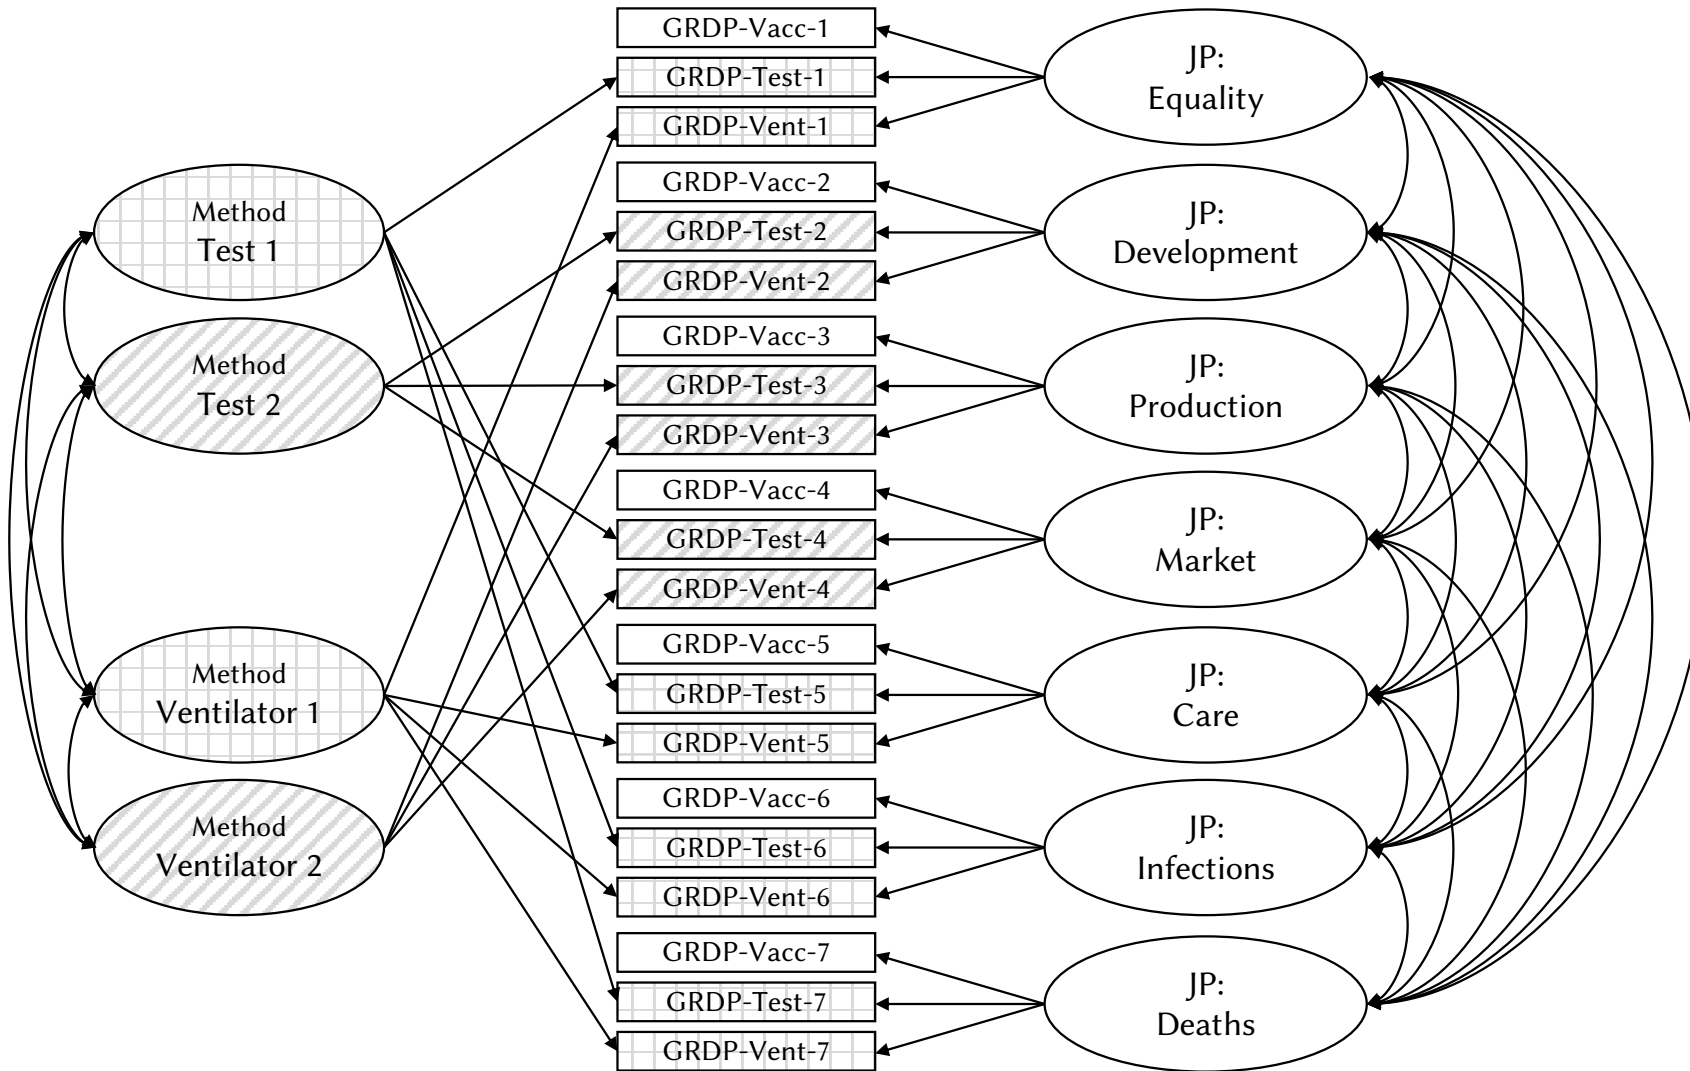 Method
Test 1
Method
Test 2
Method
Ventilator 1
Method
Ventilator 2
GRDP-Vacc-1
GRDP-Test-1
GRDP-Vent-1
GRDP-Vacc-2
GRDP-Test-2
GRDP-Vent-2
GRDP-Vacc-3
GRDP-Test-3
GRDP-Vent-3
GRDP-Vacc-4
GRDP-Test-4
GRDP-Vent-4
GRDP-Vacc-5
GRDP-Test-5
GRDP-Vent-5
GRDP-Vacc-6
GRDP-Test-6
GRDP-Vent-6
GRDP-Vacc-7
GRDP-Test-7
GRDP-Vent-7
JP:
Equality
JP:
Development
JP:
Production
JP:
Market
JP:
Care
JP:
Infections
JP:
Deaths